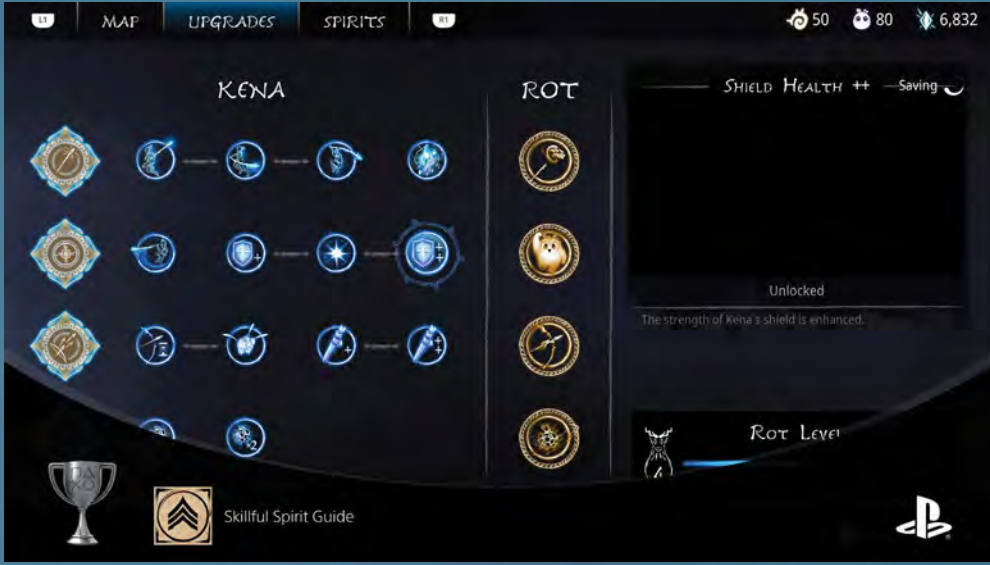 L1 MAP UPGRADES SPIRITS R1 50 80 6,832
KENA
ROT
SHIELD HEALTH ++ Saving
+
+
+
Unlocked
The strength of Kena's shield is enhanced.
+
+
+
×2
ROT LEVEL
Skillful Spirit Guide